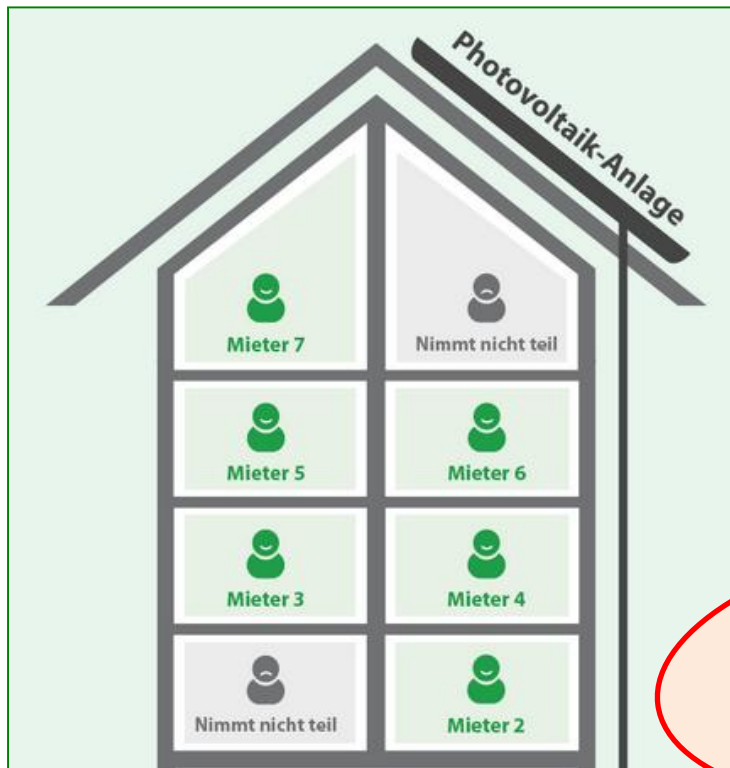 Photovoltaik-Anlage
Mieter 7
Nimmt nicht teil
Mieter 5
Mieter 6
Mieter 3
Mieter 4
Nimmt nicht teil
Mieter 2